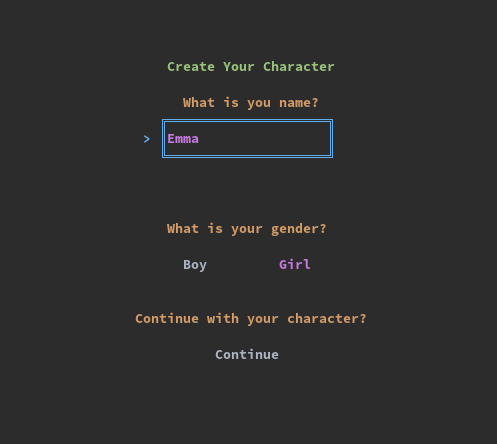 Create Your Character
What is you name?
> Emma
What is your gender?
Boy Girl
Continue with your character?
Continue